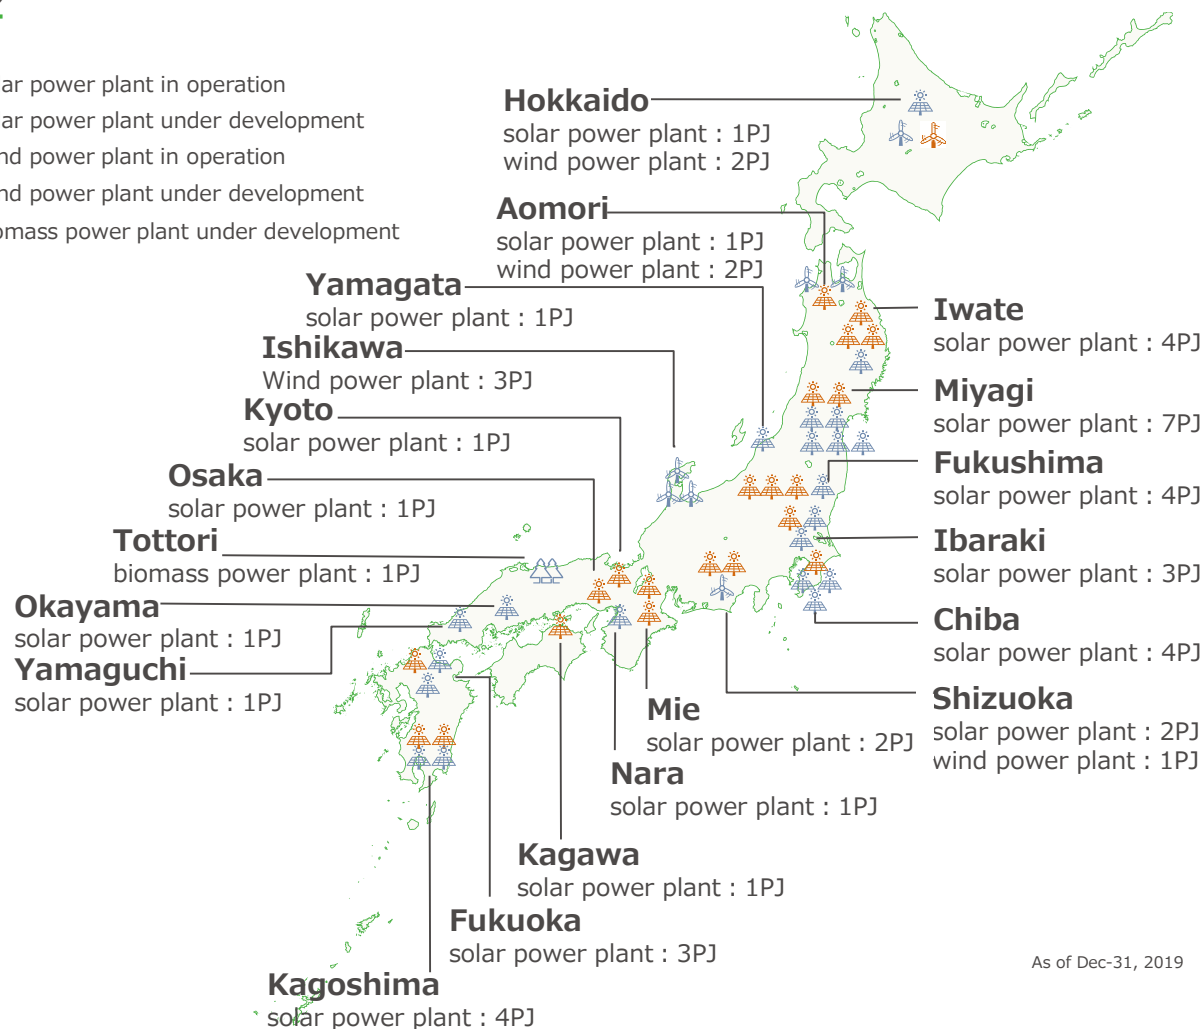 ar power plant in operation
ar power plant under development
nd power plant in operation
nd power plant under development
omass power plant under development
Hokkaido
solar power plant : 1PJ
wind power plant : 2PJ
Aomori
solar power plant : 1PJ
wind power plant : 2PJ
Yamagata
solar power plant : 1PJ
Ishikawa
Wind power plant : 3PJ
Kyoto
solar power plant : 1PJ
Osaka
solar power plant : 1PJ
Tottori
biomass power plant : 1PJ
Okayama
solar power plant : 1PJ
Yamaguchi
solar power plant : 1PJ
Iwate
solar power plant : 4PJ
Miyagi
solar power plant : 7PJ
Fukushima
solar power plant : 4PJ
Ibaraki
solar power plant : 3PJ
Chiba
solar power plant : 4PJ
Shizuoka
solar power plant : 2PJ
wind power plant : 1PJ
Mie
solar power plant : 2PJ
Nara
solar power plant : 1PJ
Kagawa
solar power plant : 1PJ
Fukuoka
solar power plant : 3PJ
Kagoshima
solar power plant : 4PJ
As of Dec-31, 2019